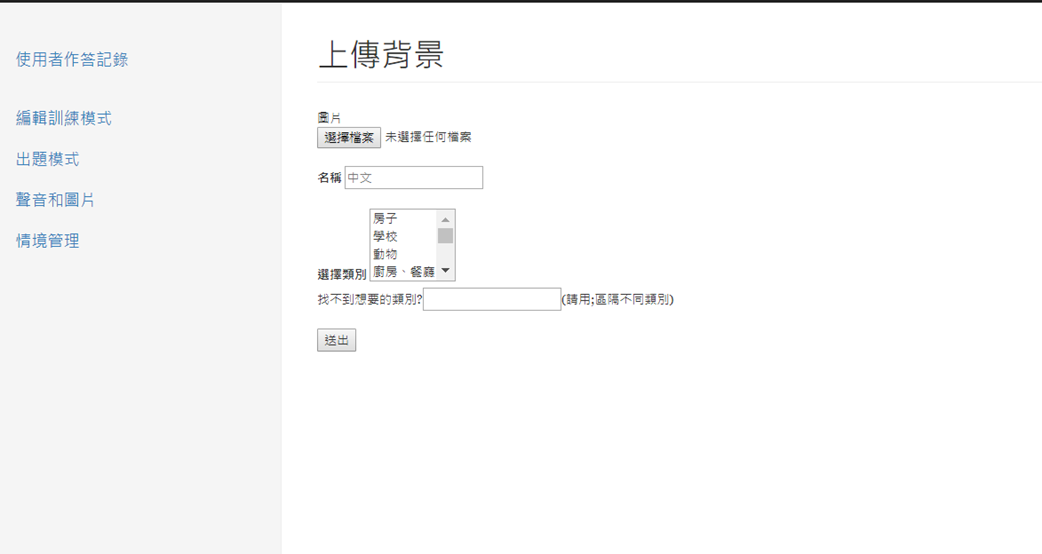 使用者作答記錄
編輯訓練模式
出題模式
聲音和圖片
情境管理
上傳背景
圖片
選擇檔案 未選擇任何檔案
名稱 中文
房子
學校
動物
廚房、餐廳
選擇類別
找不到想要的類別? (請用;區隔不同類別)
送出